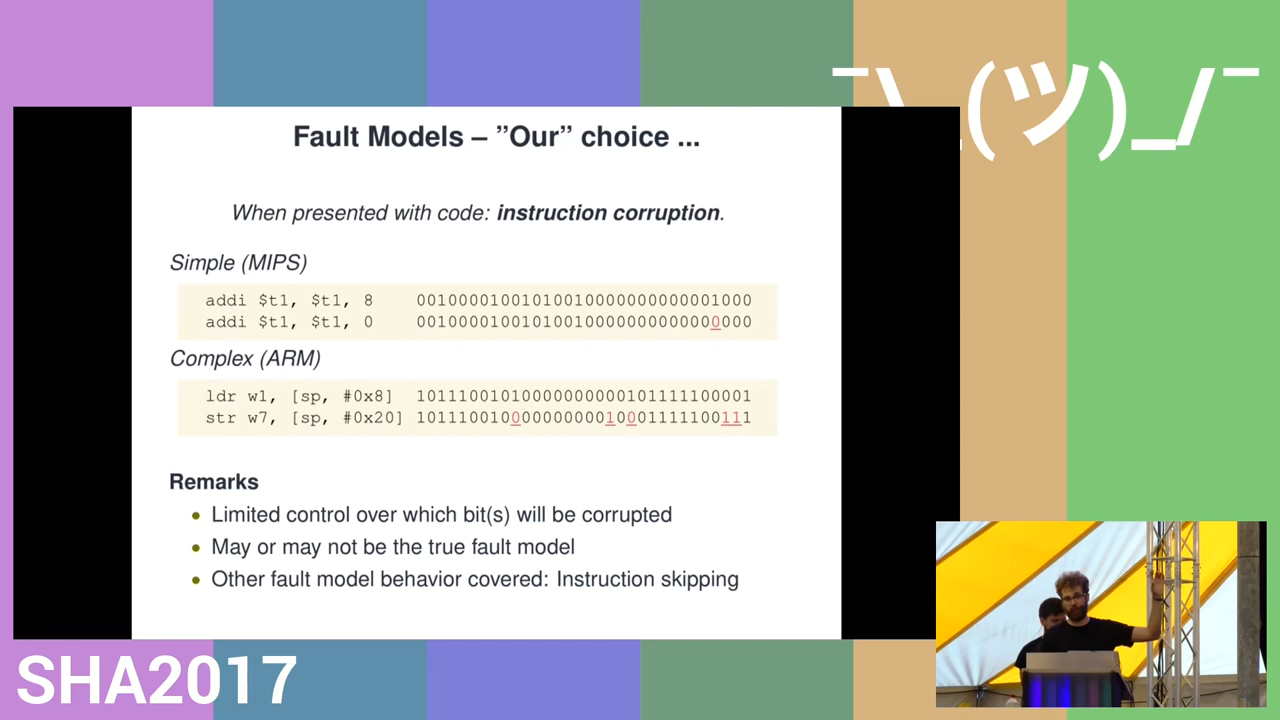 ¯\_(ツ)_/¯
Fault Models – ”Our” choice ...
When presented with code: instruction corruption.
Simple (MIPS)
addi $t1, $t1, 8 00100001001010010000000000001000
addi $t1, $t1, 0 00100001001010010000000000000000
Complex (ARM)
ldr w1, [sp, #0x8] 10111001010000000000101111100001
str w7, [sp, #0x20] 10111001000000000010001111100111
Remarks
• Limited control over which bit(s) will be corrupted
• May or may not be the true fault model
• Other fault model behavior covered: Instruction skipping
SHA2017